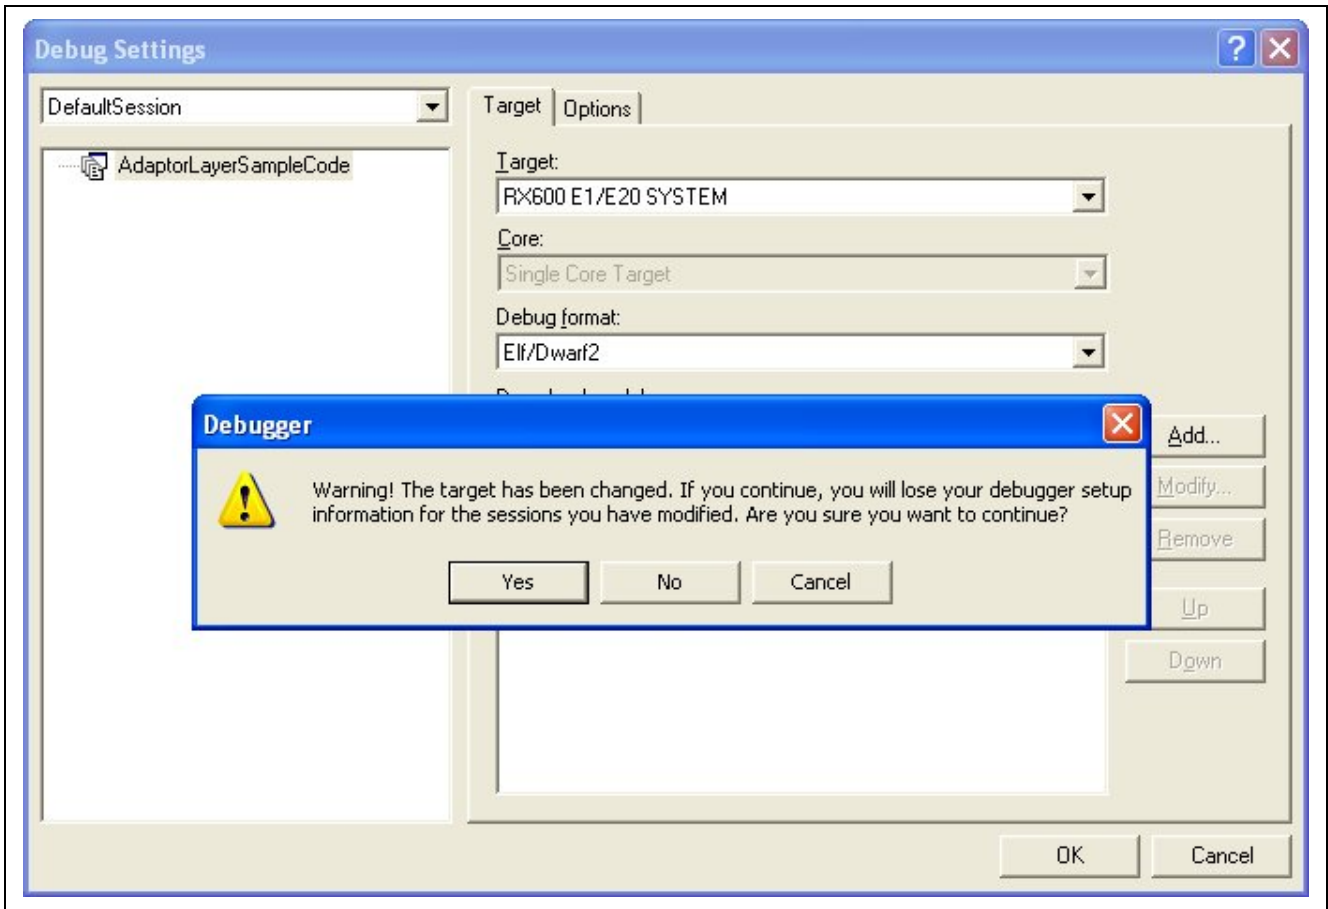 Debug Settings
DefaultSession
AdaptorLayerSampleCode
Target
Options
Target:
RX600 E1/E20 SYSTEM
Core:
Single Core Target
Debug format:
Elf/Dwarf2
Debugger
Warning! The target has been changed. If you continue, you will lose your debugger setup
information for the sessions you have modified. Are you sure you want to continue?
Yes
No
Cancel
Add...
Modify...
Remove
Up
Down
OK
Cancel